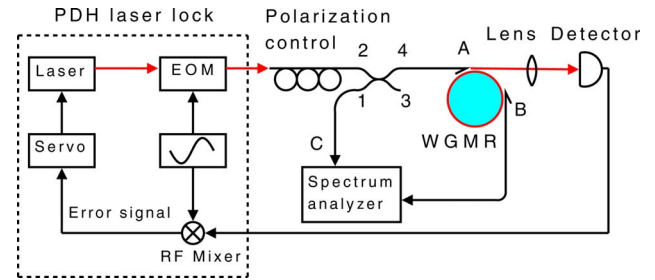 PDH laser lock
Polarization
control
2
4
A
Lens
Detector
Laser
EOM
1
3
B
C
WGMR
Servo
Spectrum
analyzer
Error signal
RF Mixer